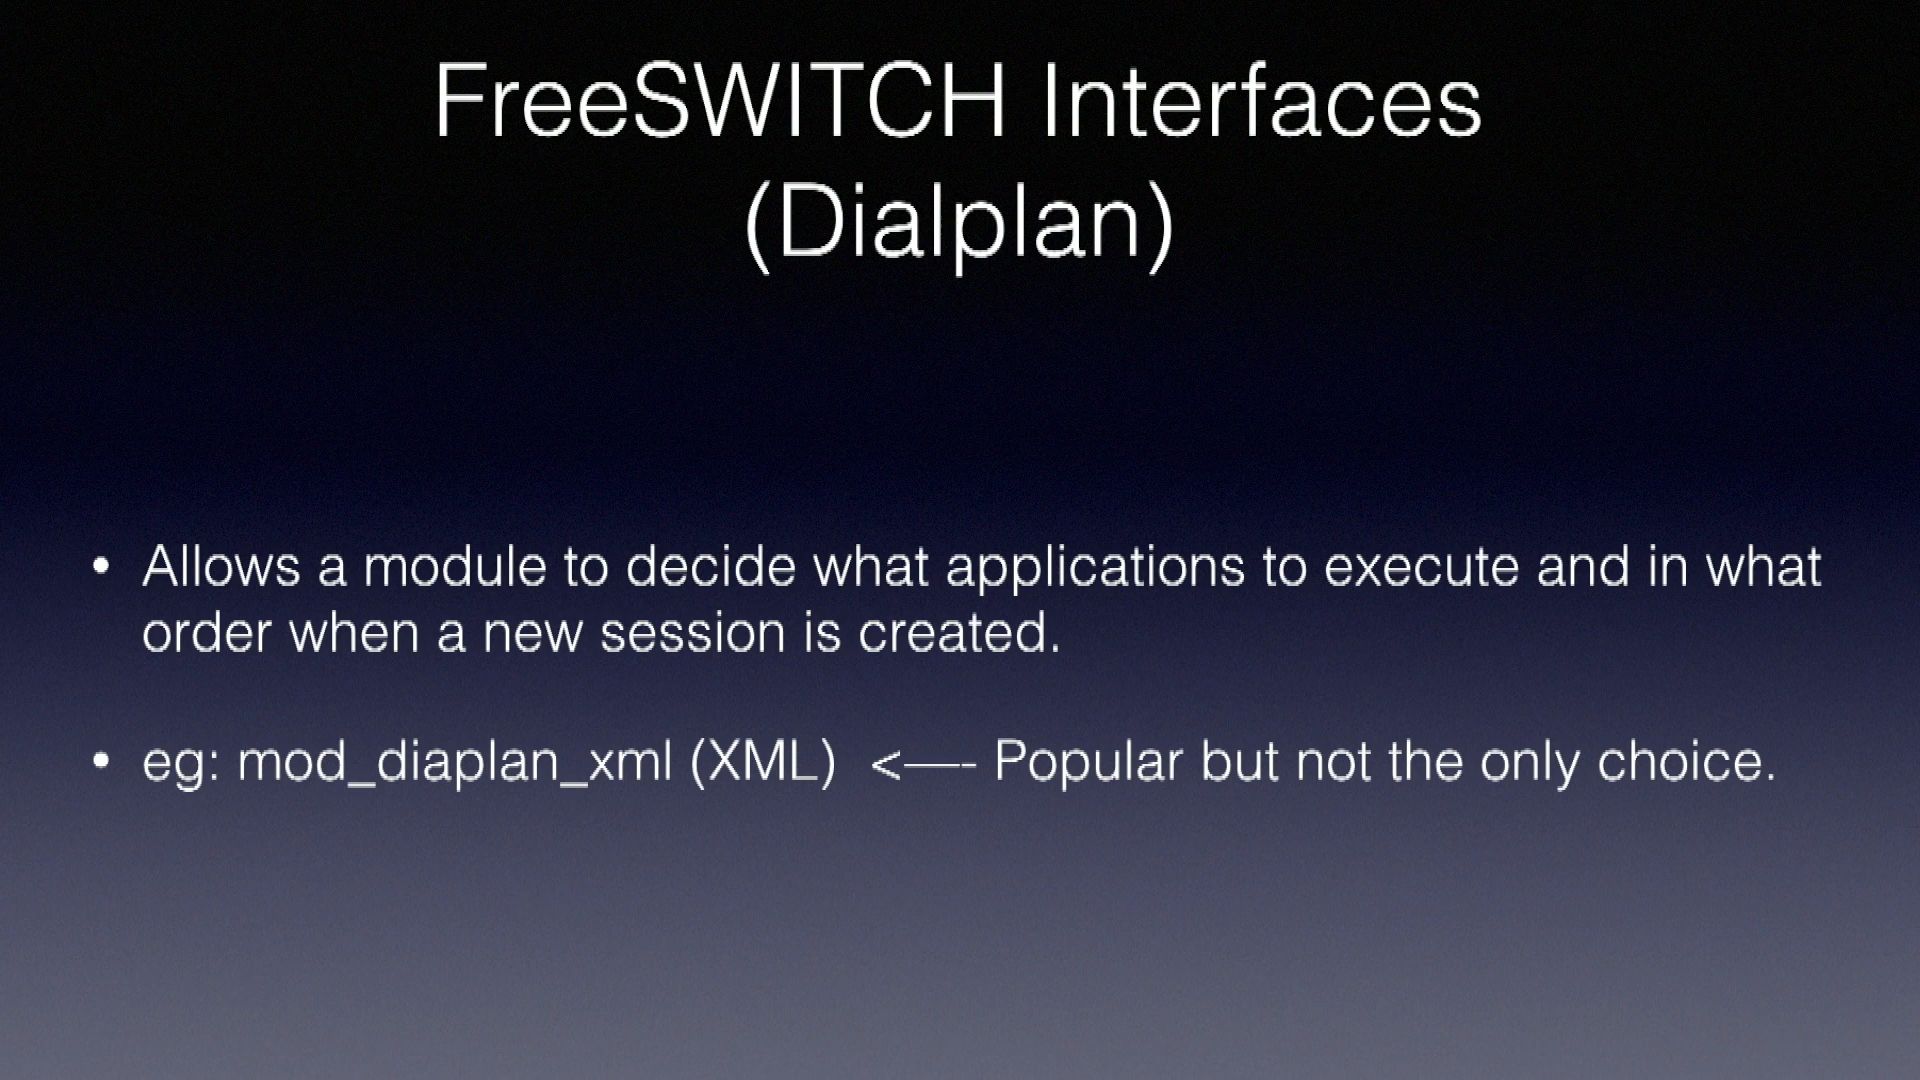 FreeSWITCH Interfaces
(Dialplan)
• Allows a module to decide what applications to execute and in what
order when a new session is created.
• eg: mod_diaplan_xml (XML) <—- Popular but not the only choice.